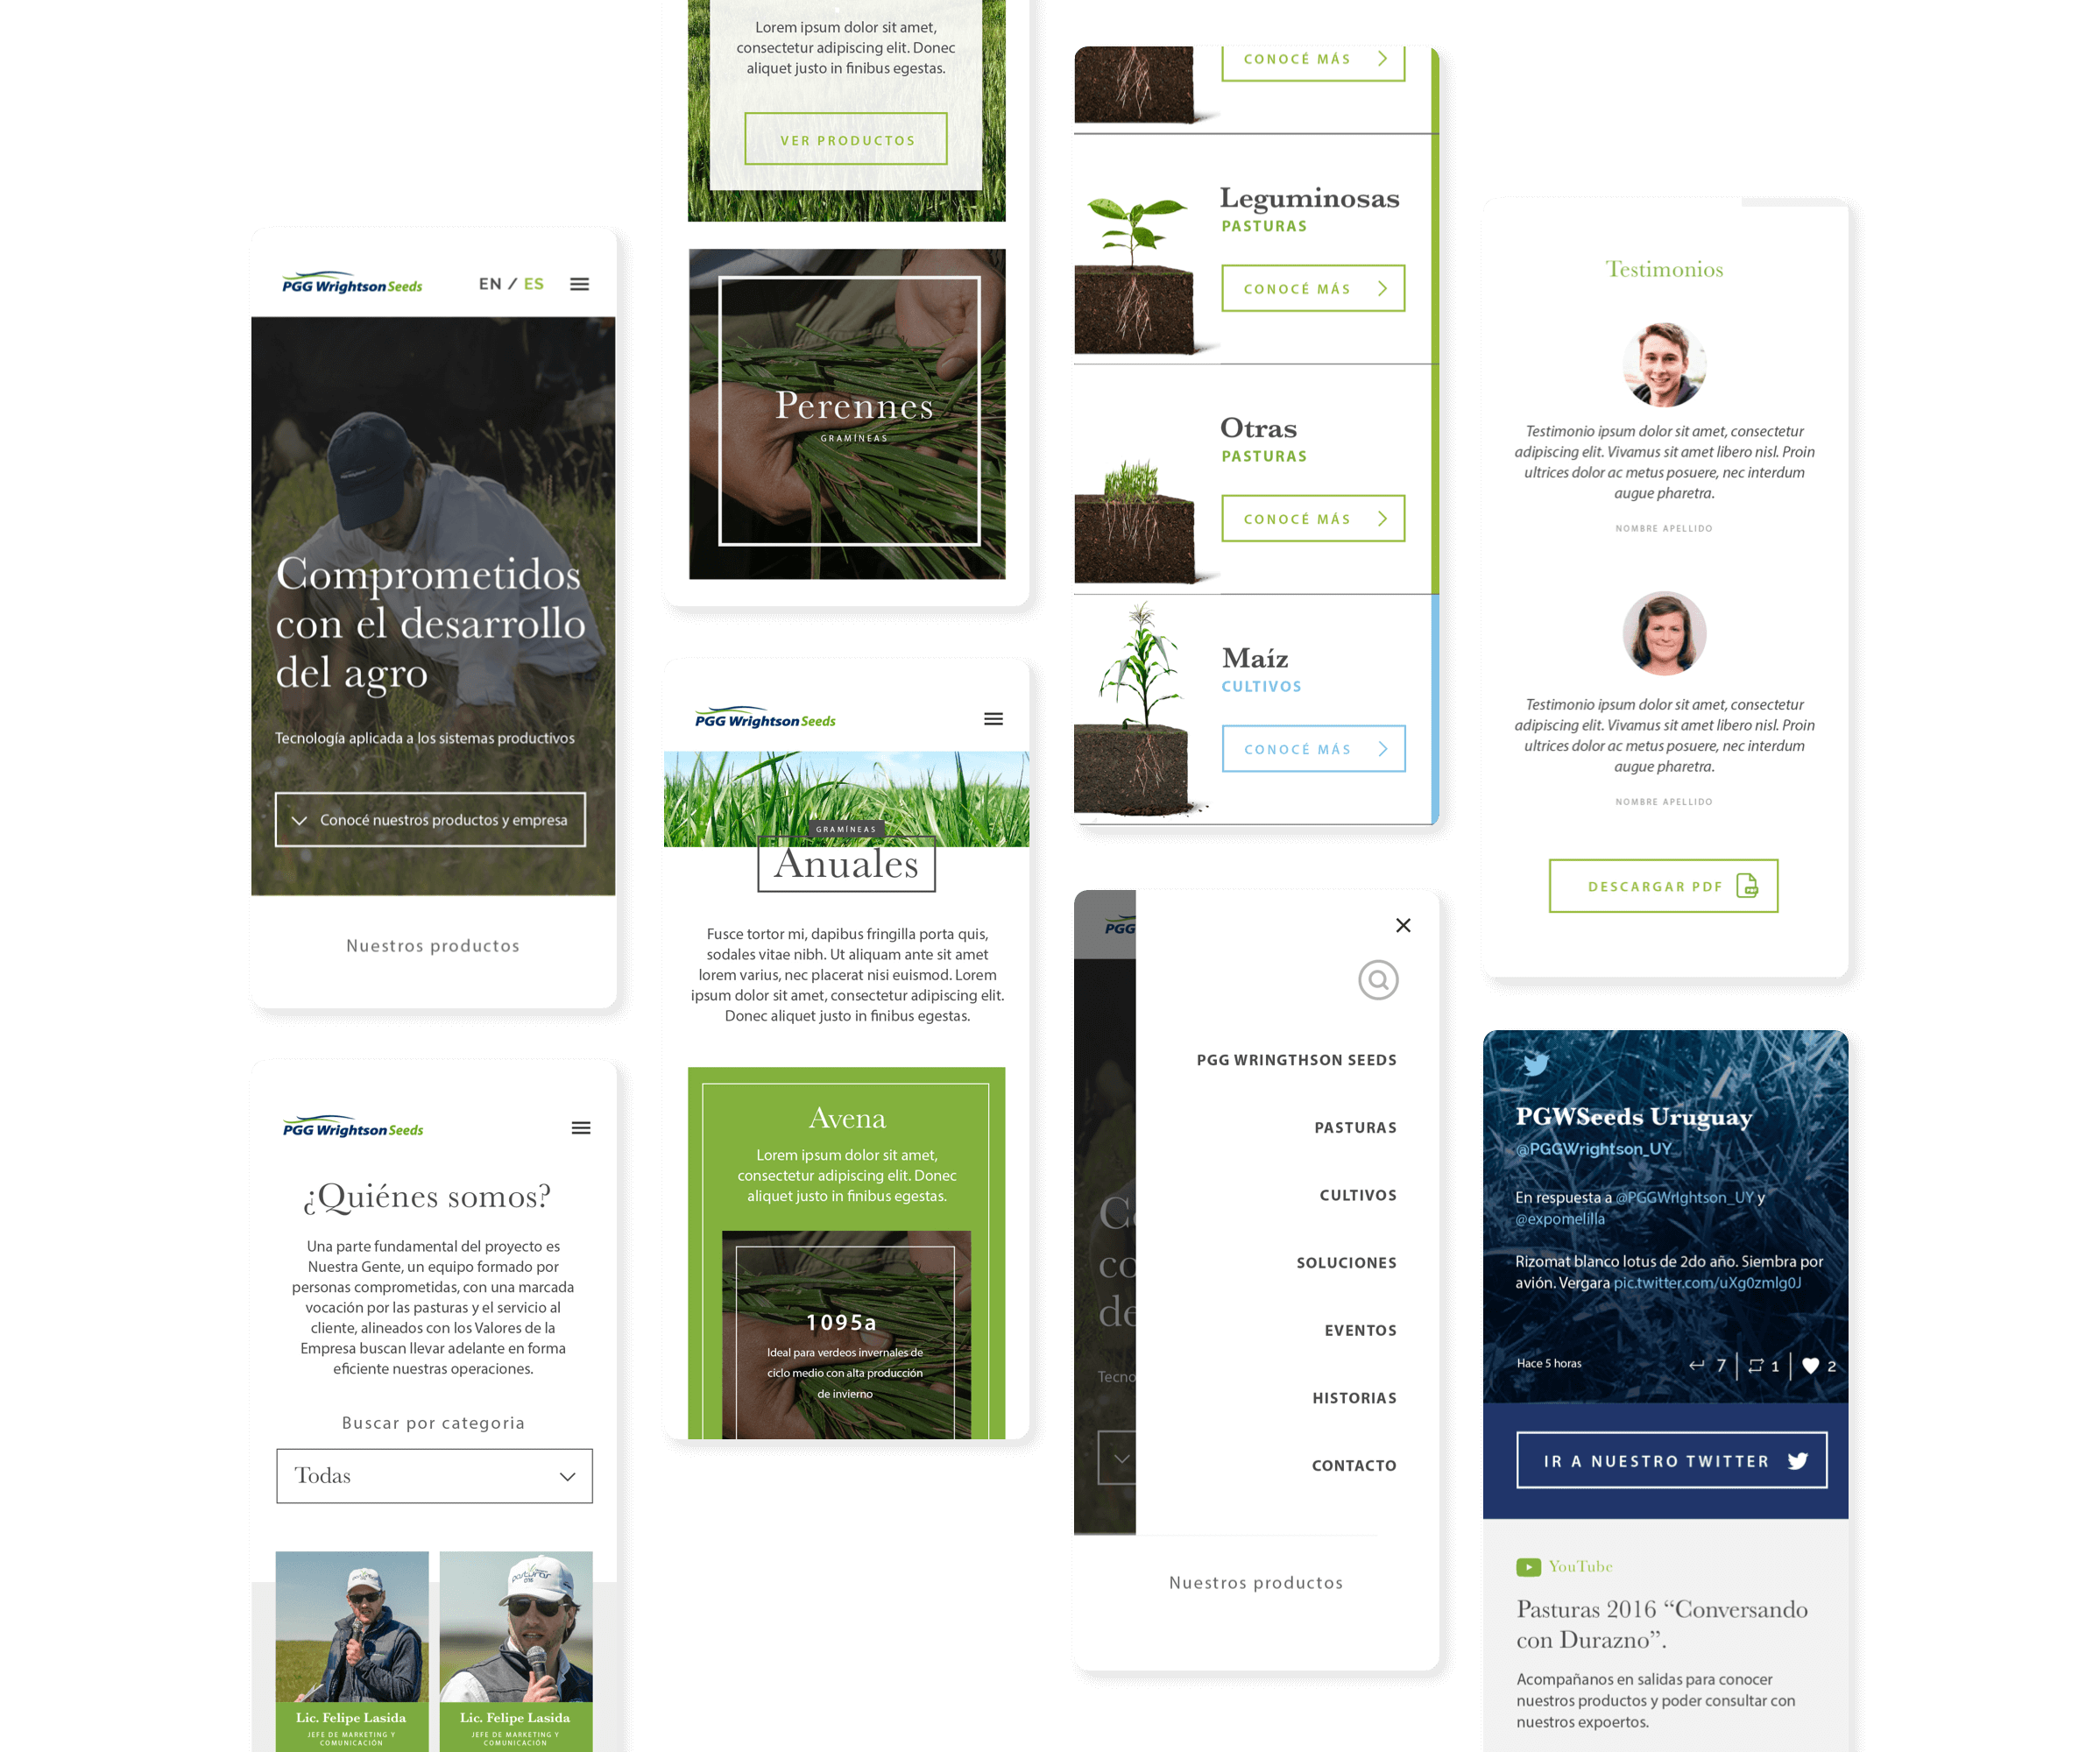 PGG Wrightson Seeds
EN / ES
Comprometidos
con el desarrollo
del agro
Tecnología aplicada a los sistemas productivos
Conocé nuestros productos y empresa
Nuestros productos
PGG Wrightson Seeds
¿Quiénes somos?
Una parte fundamental del proyecto es
Nuestra Gente, un equipo formado por
personas comprometidas, con una marcada
vocación por las pasturas y el servicio al
cliente, alineados con los Valores de la
Empresa buscan llevar adelante en forma
eficiente nuestras operaciones.
Buscar por categoria
Todas
Pasturas
Lic. Felipe Lasida
JEFE DE MARKETING Y
COMUNICACIÓN
Lic. Felipe Lasida
JEFE DE MARKETING Y
COMUNICACIÓN
Lorem ipsum dolor sit amet,
consectetur adipiscing elit. Donec
aliquet justo in finibus egestas.
VER PRODUCTOS
Perennes
GRAMÍNEAS
PGG Wrightson Seeds
GRAMÍNEAS
Anuales
Fusce tortor mi, dapibus fringilla porta quis,
sodales vitae nibh. Ut aliquam ante sit amet
lorem varius, nec placerat nisi euismod. Lorem
ipsum dolor sit amet, consectetur adipiscing elit.
Donec aliquet justo in finibus egestas.
Avena
Lorem ipsum dolor sit amet,
consectetur adipiscing elit. Donec
aliquet justo in finibus egestas.
1095a
Ideal para verdeos invernales de
ciclo medio con alta producción
de invierno
CONOCÉ MÁS
Leguminosas
PASTURAS
CONOCÉ MÁS
Otras
PASTURAS
CONOCÉ MÁS
Maíz
CULTIVOS
CONOCÉ MÁS
PGG
PGG WRINGTHSON SEEDS
PASTURAS
CULTIVOS
SOLUCIONES
EVENTOS
HISTORIAS
CONTACTO
Co
co
de
Tecno
Nuestros productos
Testimonios
Testimonio ipsum dolor sit amet, consectetur
adipiscing elit. Vivamus sit amet libero nisl. Proin
ultrices dolor ac metus posuere, nec interdum
augue pharetra.
NOMBRE APELLIDO
Testimonio ipsum dolor sit amet, consectetur
adipiscing elit. Vivamus sit amet libero nisl. Proin
ultrices dolor ac metus posuere, nec interdum
augue pharetra.
NOMBRE APELLIDO
DESCARGAR PDF
PGWSeeds Uruguay
@PGGWrightson_UY
En respuesta a @PGGWrIghtson_UY y
@expomelilla
Rizomat blanco lotus de 2do año. Siembra por
avión. Vergara pic.twitter.com/uXg0zmlg0J
Hace 5 horas 7 1 2
IR A NUESTRO TWITTER
YouTube
Pasturas 2016 “Conversando
con Durazno”.
Acompañanos en salidas para conocer
nuestros productos y poder consultar con
nuestros expoertos.